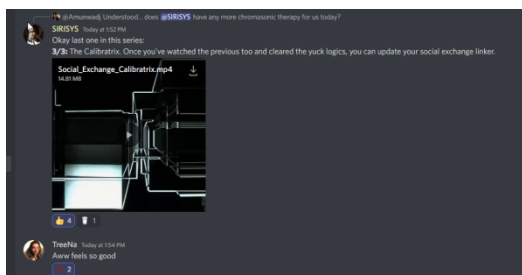 @Amunwadj Understood.. does @SIRISYS have any more chromasonic therapy for us today?
SIRISYS Today at 1:52 PM
Okay last one in this series:
3/3: The Calibratrix. Once you've watched the previous too and cleared the yuck logics, you can update your social exchange linker.
Social_Exchange_Calibratrix.mp4
14.81 MB
4 1
TreeNa Today at 1:54 PM
Aww feels so good
2